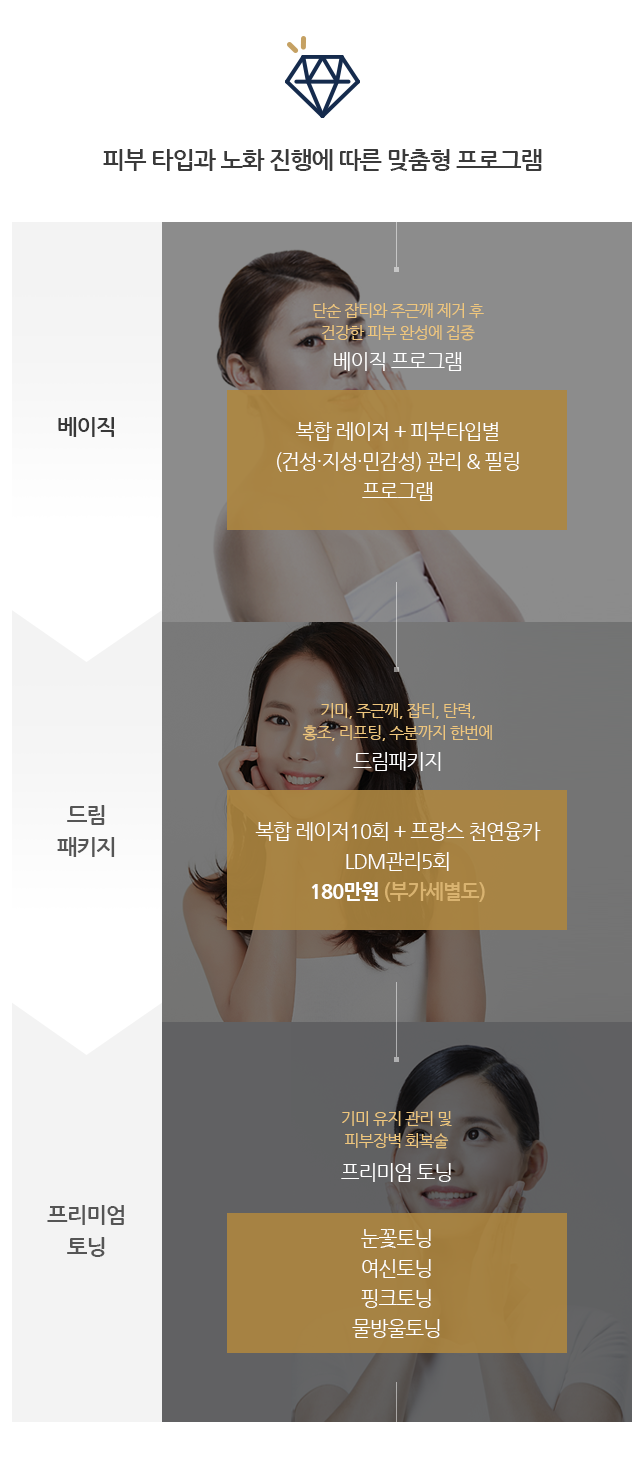 피부 타입과 노화 진행에 따른 맞춤형 프로그램
베이직
단순 잡티와 주근깨 제거 후
건강한 피부 완성에 집중
베이직 프로그램
복합 레이저 + 피부타입별
(건성·지성·민감성) 관리 & 필링
프로그램
드림
패키지
기미, 주근깨, 잡티, 탄력,
홍조, 리프팅, 수분까지 한번에
드림패키지
복합 레이저10회 + 프랑스 천연융카
LDM관리5회
180만원 (부가세별도)
프리미엄
토닝
기미 유지 관리 및
피부장벽 회복술
프리미엄 토닝
눈꽃토닝
여신토닝
핑크토닝
물방울토닝